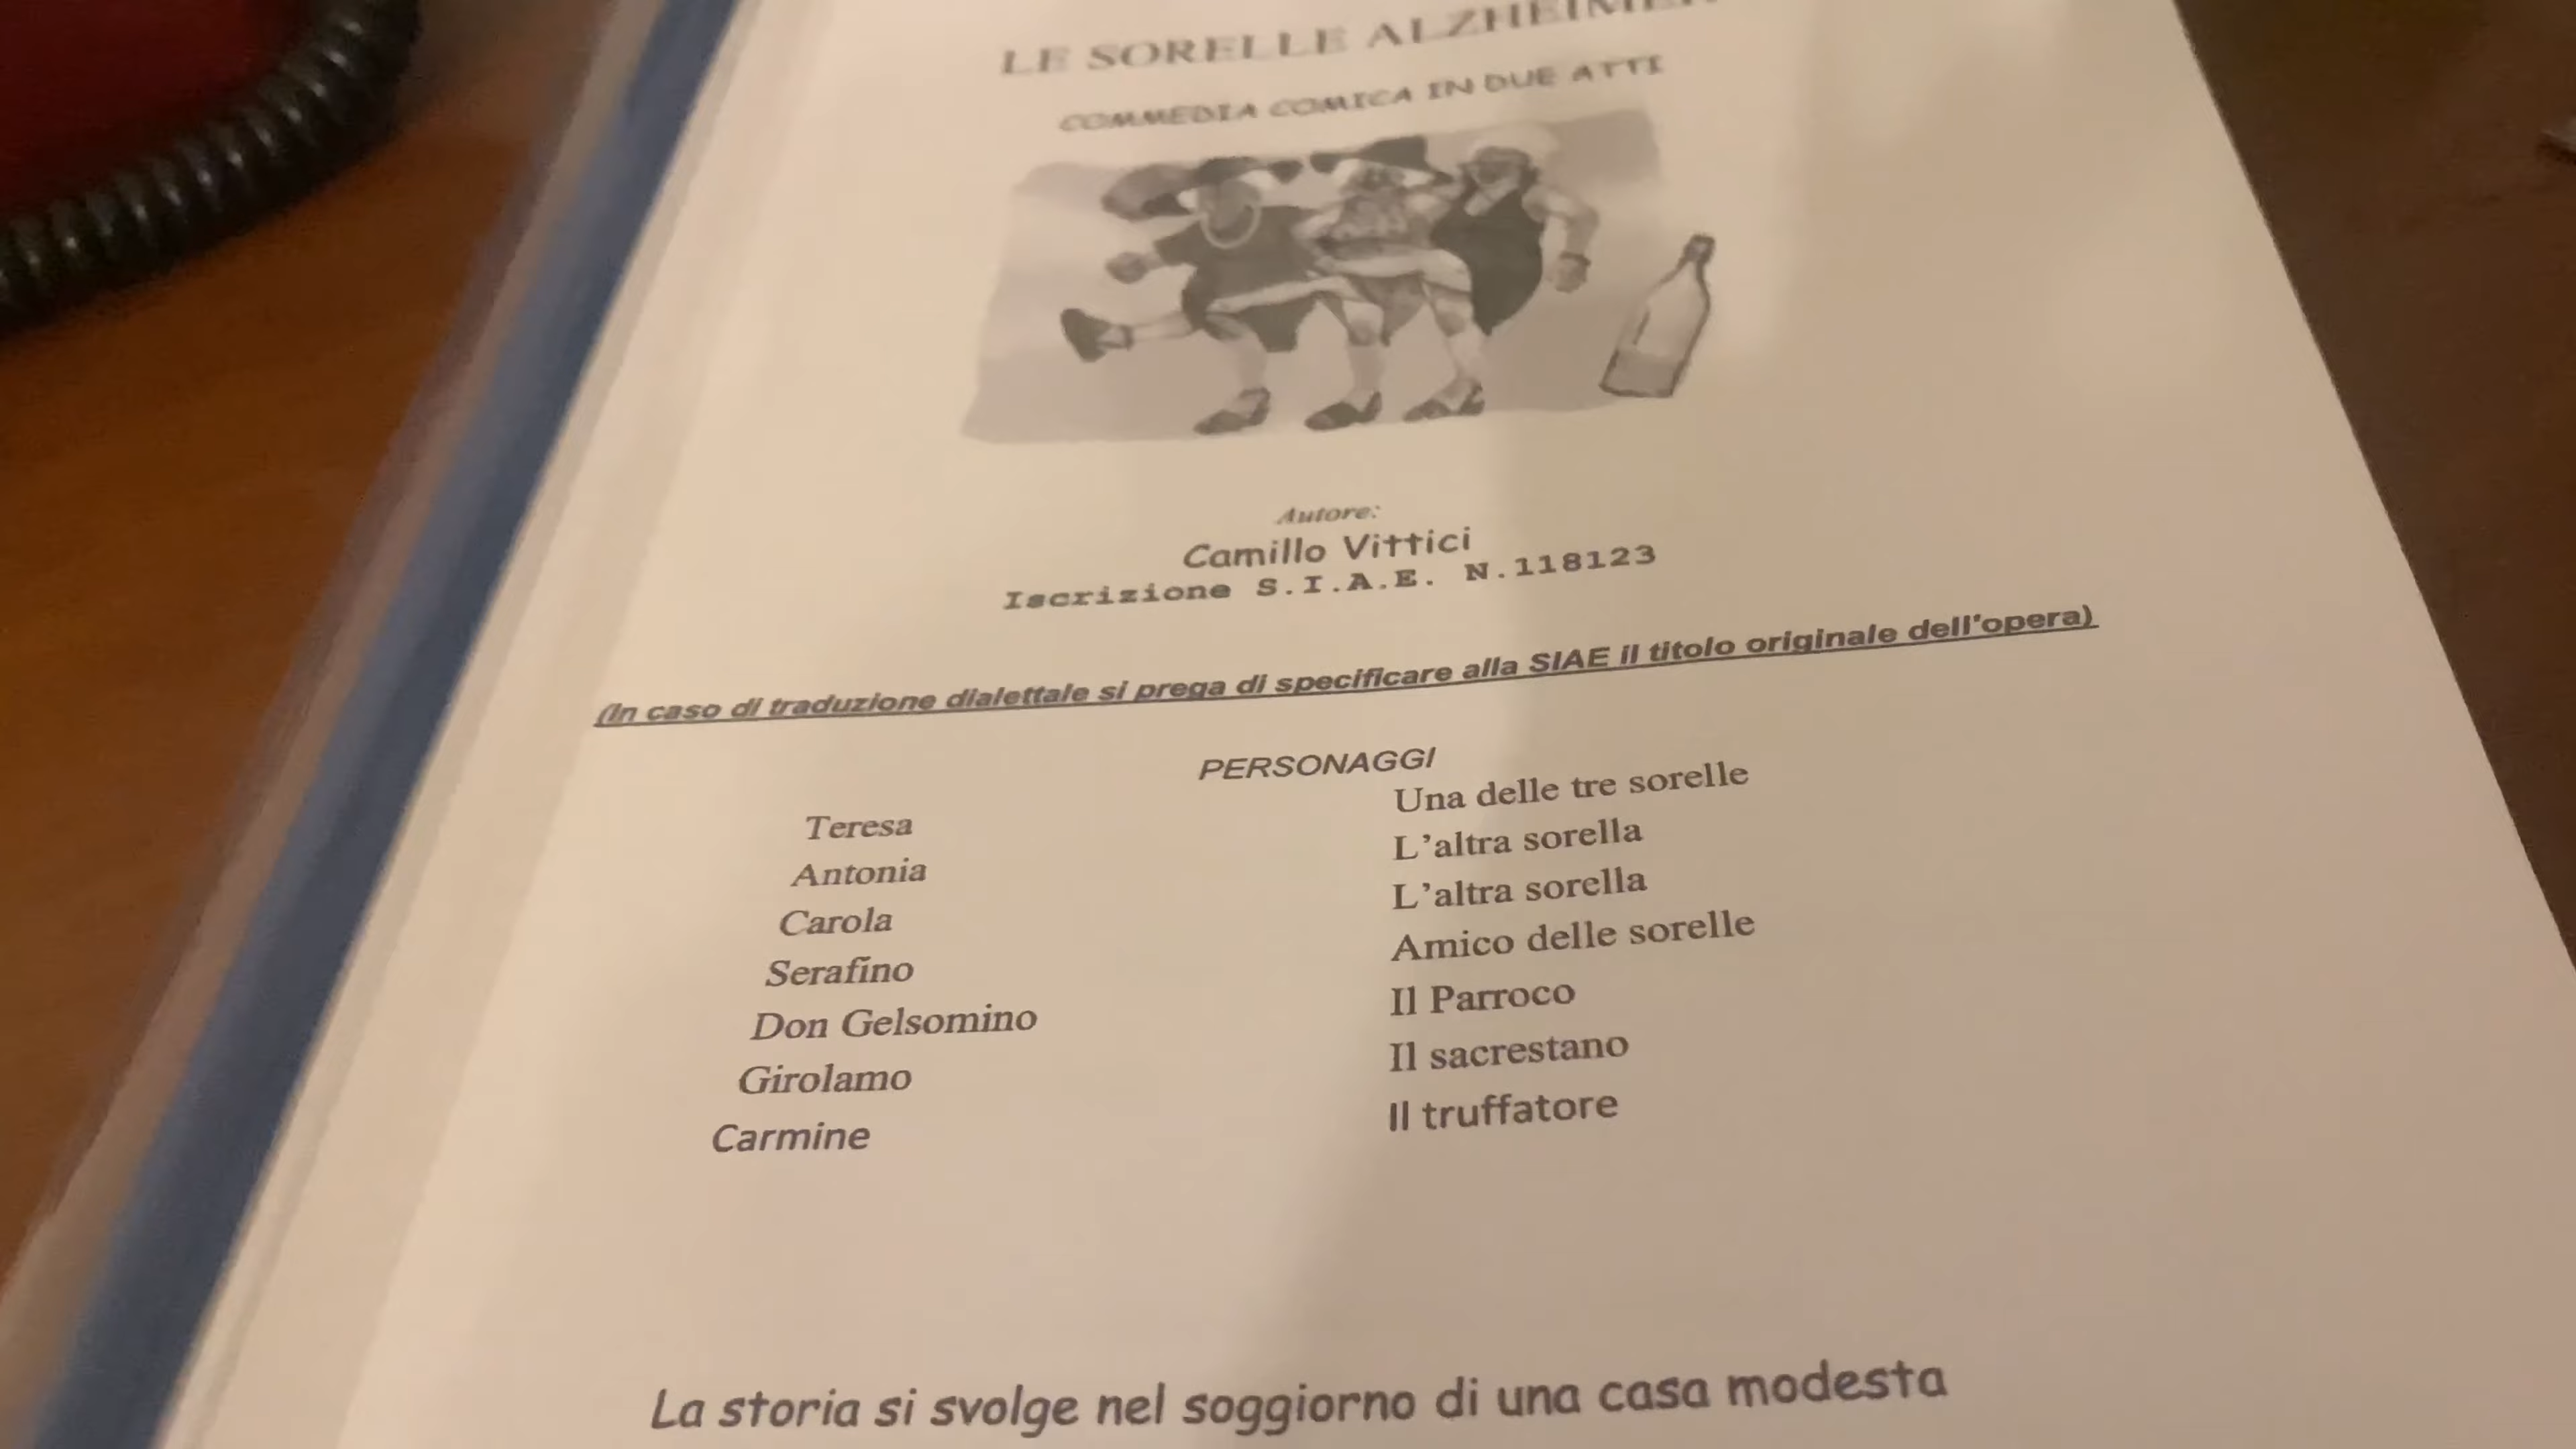 LE SORELLE ALZHEIMER
COMMEDIA COMICA IN DUE ATTI
Autore:
Camillo Vittici
Iscrizione S.I.A.E. N.118123
(In caso di traduzione dialettale si prega di specificare alla SIAE il titolo originale dell'opera)
PERSONAGGI
Teresa Una delle tre sorelle
Antonia L'altra sorella
Carola L'altra sorella
Serafino Amico delle sorelle
Don Gelsomino Il Parroco
Girolamo Il sacrestano
Carmine Il truffatore
La storia si svolge nel soggiorno di una casa modesta